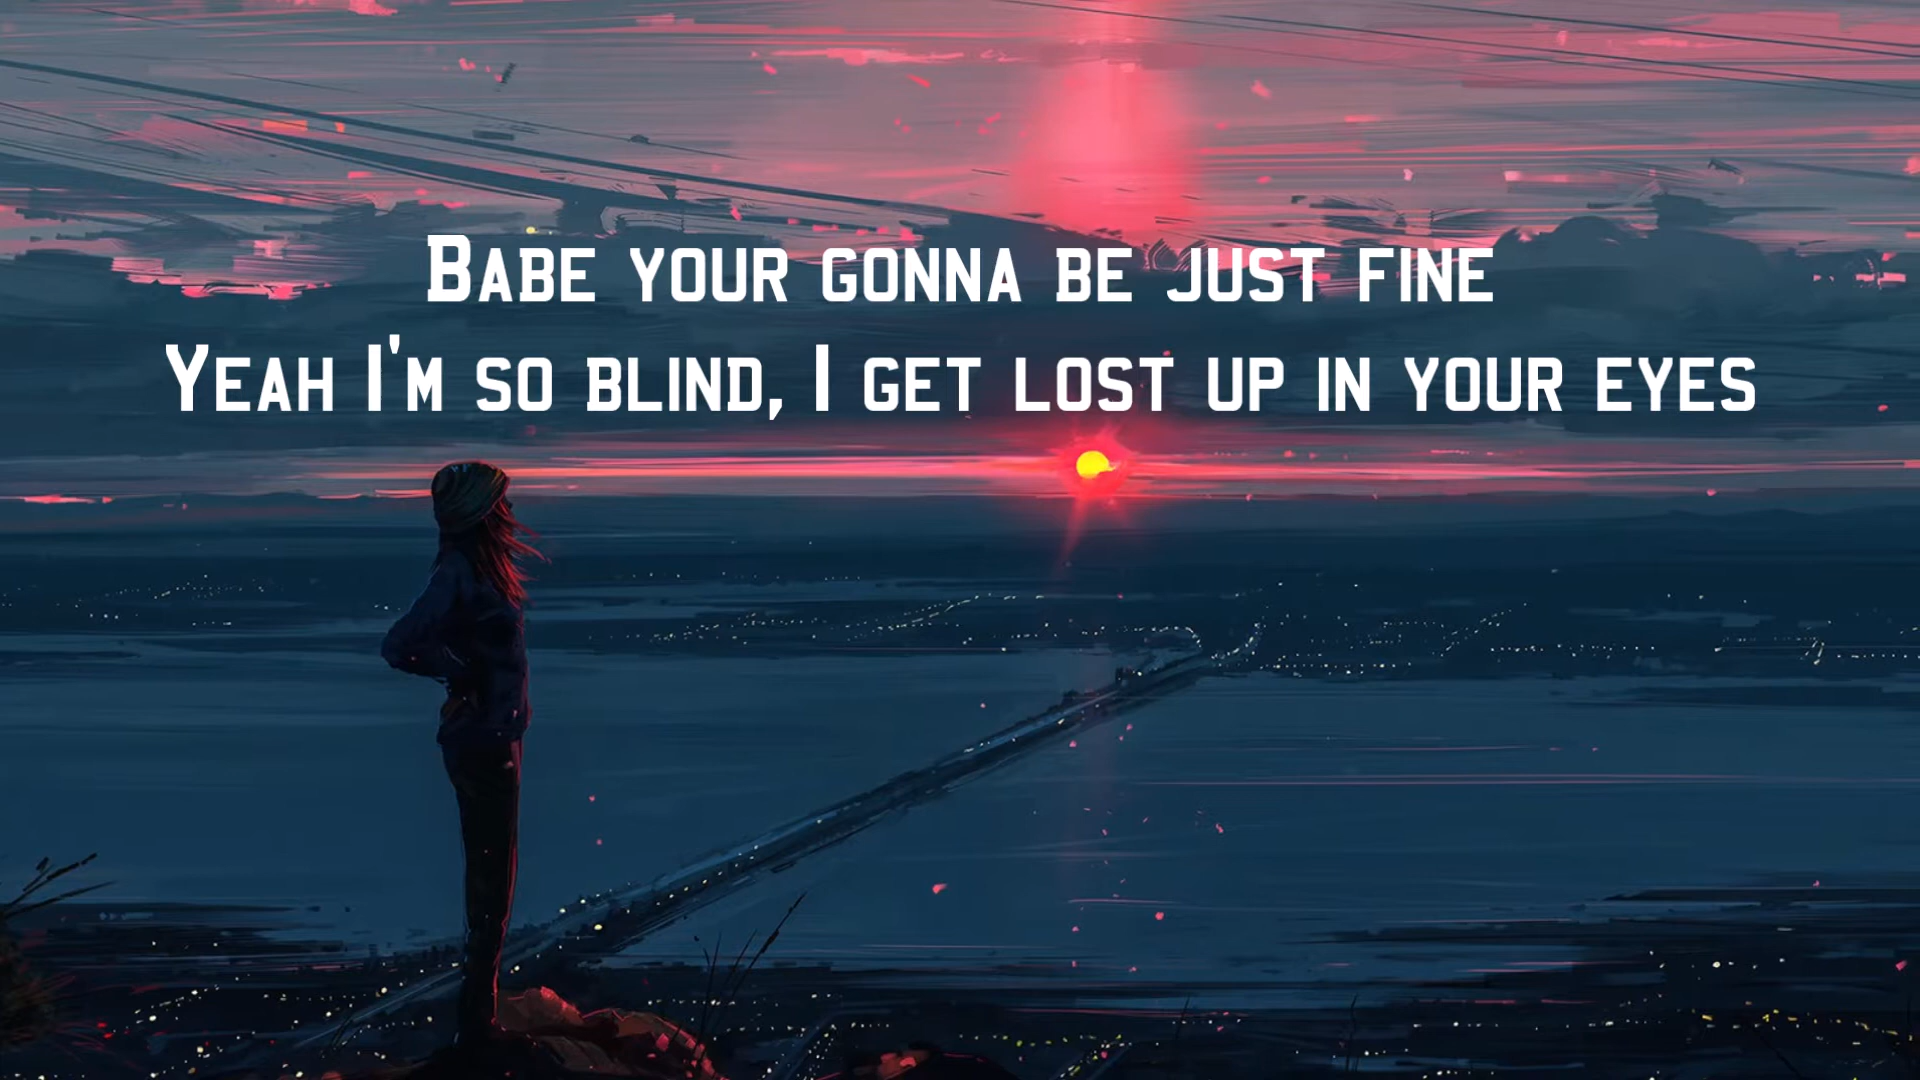 Babe your gonna be just fine
Yeah I'm so blind, I get lost up in your eyes